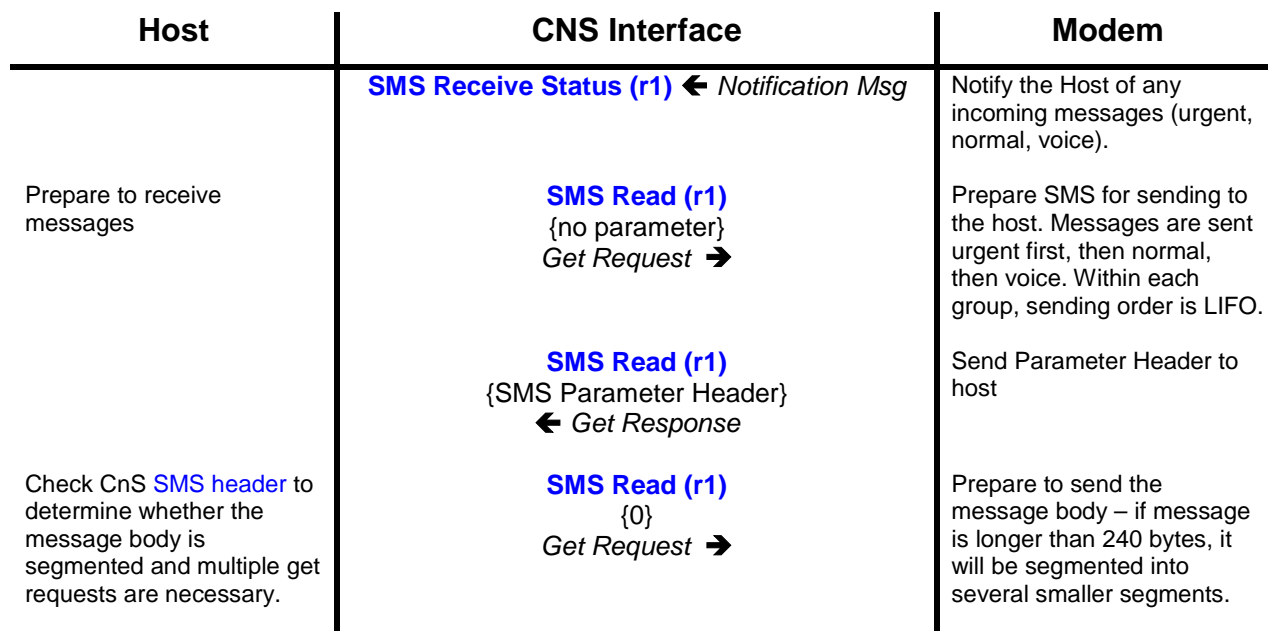 Host
CNS Interface
Modem
SMS Receive Status (r1) 🡸 Notification Msg
Notify the Host of any
incoming messages (urgent,
normal, voice).
Prepare to receive
messages
SMS Read (r1)
{no parameter}
Get Request 🡺
Prepare SMS for sending to
the host. Messages are sent
urgent first, then normal,
then voice. Within each
group, sending order is LIFO.
SMS Read (r1)
{SMS Parameter Header}
🡸 Get Response
Send Parameter Header to
host
Check CnS SMS header to
determine whether the
message body is
segmented and multiple get
requests are necessary.
SMS Read (r1)
{0}
Get Request 🡺
Prepare to send the
message body – if message
is longer than 240 bytes, it
will be segmented into
several smaller segments.